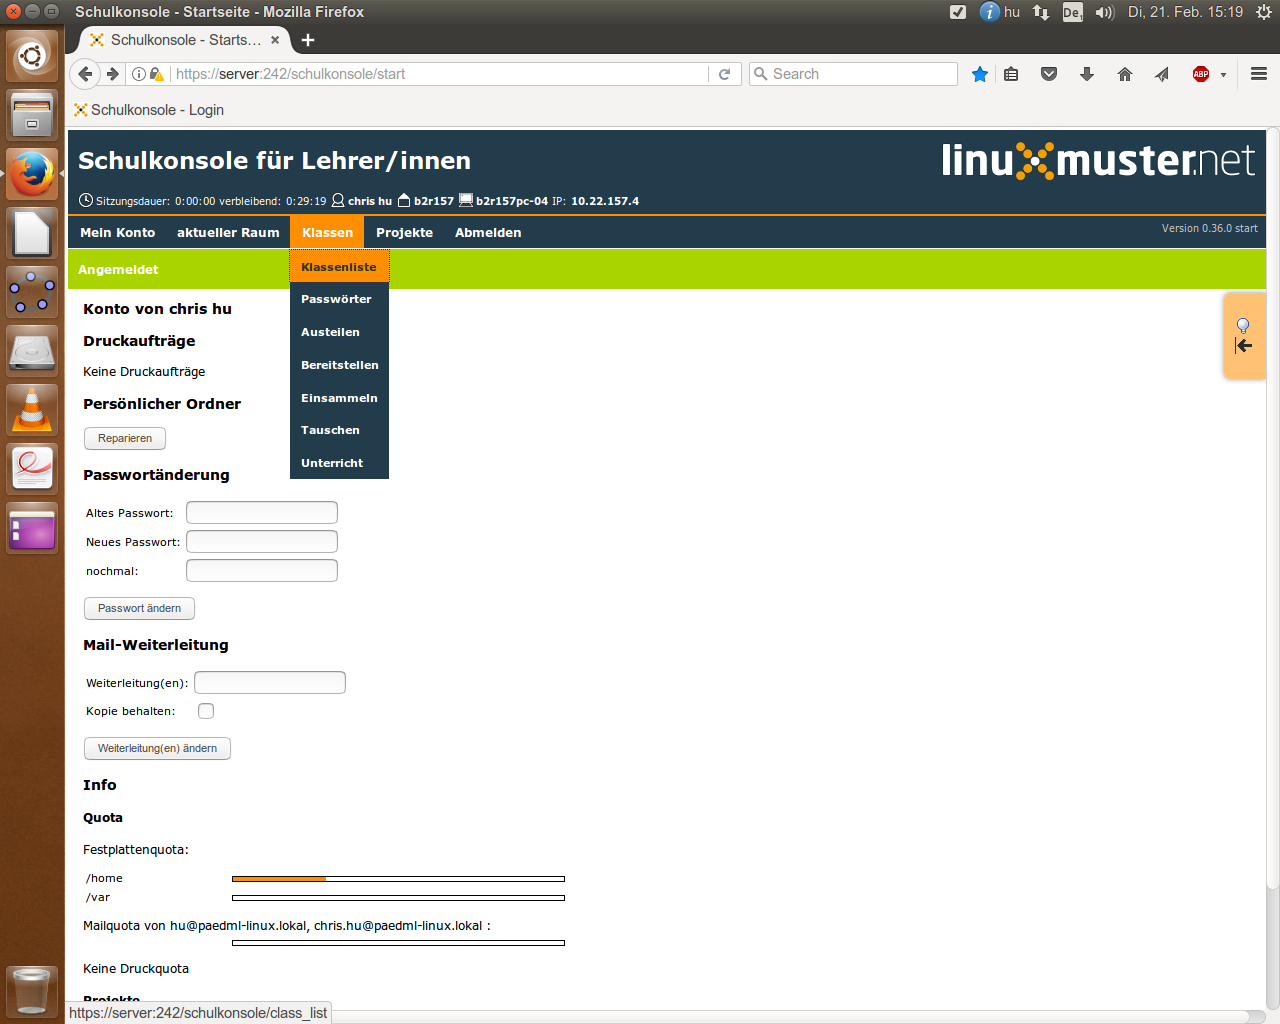 Schulkonsole - Startseite - Mozilla Firefox
hu
De1
Di, 21. Feb. 15:19
Schulkonsole - Starts...
https://server:242/schulkonsole/start
Search
ABP
Schulkonsole - Login
Schulkonsole für Lehrer/innen
linuxmuster.net
Sitzungsdauer: 0:00:00 verbleibend: 0:29:19 chris hu b2r157 b2r157pc-04 IP: 10.22.157.4
Mein Konto aktueller Raum Klassen Projekte Abmelden
Version 0.36.0 start
Angemeldet
Klassenliste
Passwörter
Austeilen
Bereitstellen
Einsammeln
Tauschen
Unterricht
Konto von chris hu
Druckaufträge
Keine Druckaufträge
Persönlicher Ordner
Reparieren
Passwortänderung
Altes Passwort:
Neues Passwort:
nochmal:
Passwort ändern
Mail-Weiterleitung
Weiterleitung(en):
Kopie behalten:
Weiterleitung(en) ändern
Info
Quota
Festplattenquota:
/home
/var
Mailquota von hu@paedml-linux.lokal, chris.hu@paedml-linux.lokal :
Keine Druckquota
Projekte
https://server:242/schulkonsole/class_list